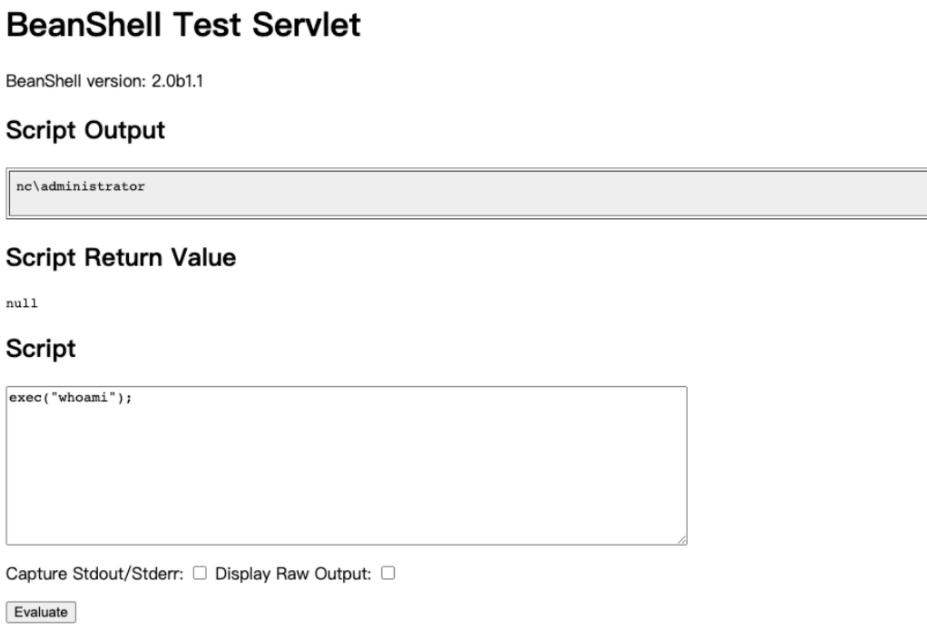 BeanShell Test Servlet
BeanShell version: 2.0b1.1
Script Output
nc\administrator
Script Return Value
null
Script
exec("whoami");
Capture Stdout/Stderr: Display Raw Output:
Evaluate